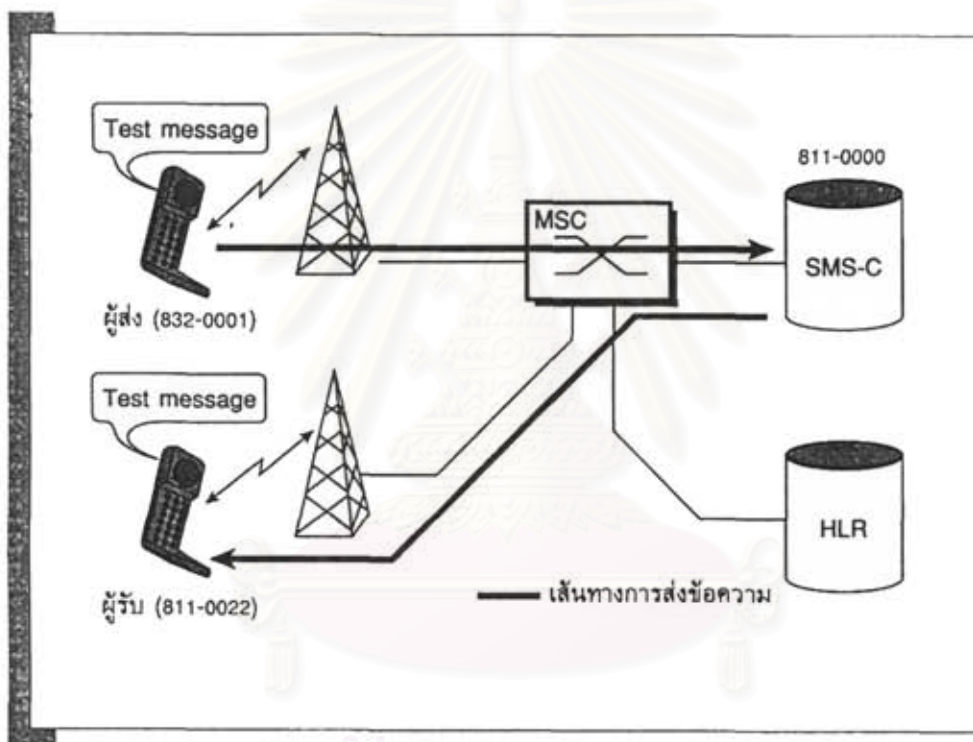 Test message
811-0000
MSC
SMS-C
ผู้ส่ง (832-0001)
Test message
HLR
ผู้รับ (811-0022)
เส้นทางการส่งข้อความ